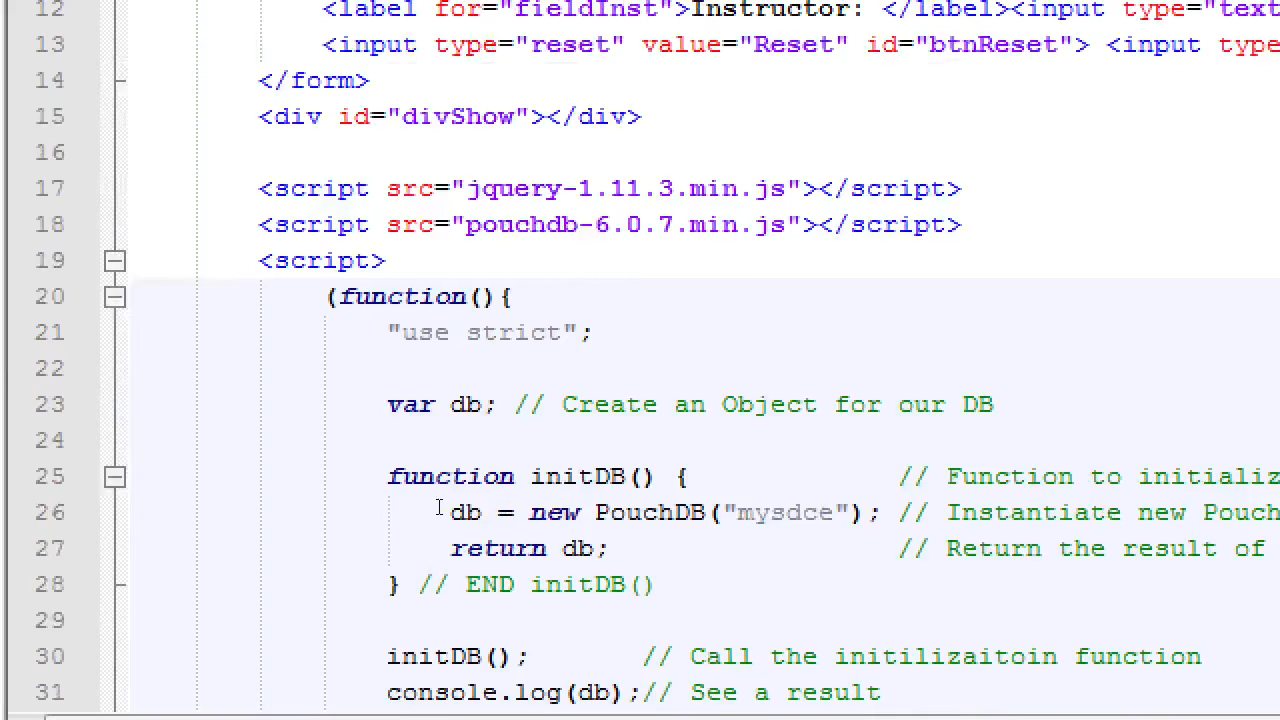 12 <label for="fieldInst">Instructor: </label><input type="text
13 <input type="reset" value="Reset" id="btnReset"> <input type
14 </form>
15 <div id="divShow"></div>
16
17 <script src="jquery-1.11.3.min.js"></script>
18 <script src="pouchdb-6.0.7.min.js"></script>
19 <script>
20 (function(){
21 "use strict";
22
23 var db; // Create an Object for our DB
24
25 function initDB() { // Function to initializ
26 db = new PouchDB("mysdce"); // Instantiate new Pouch
27 return db; // Return the result of
28 } // END initDB()
29
30 initDB(); // Call the initilizaitoin function
31 console.log(db);// See a result